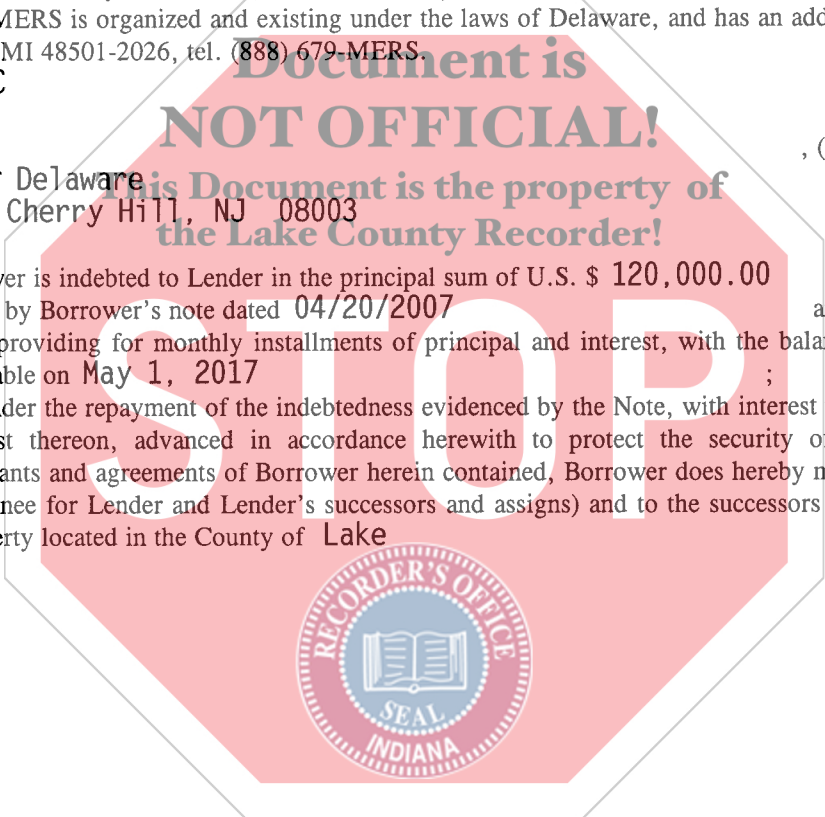 MERS is organized and existing under the laws of Delaware, and has an add
MI 48501-2026, tel. (888) 679-MERS.
Document is
C
NOT OFFICIAL!
, (
r Delaware
This Document is the property of
Cherry Hill, NJ 08003
the Lake County Recorder!
ver is indebted to Lender in the principal sum of U.S. $ 120,000.00
by Borrower's note dated 04/20/2007 a
providing for monthly installments of principal and interest, with the bala
ble on May 1, 2017 ;
der the repayment of the indebtedness evidenced by the Note, with interest
st thereon, advanced in accordance herewith to protect the security o
ants and agreements of Borrower herein contained, Borrower does hereby m
nee for Lender and Lender's successors and assigns) and to the successors
erty located in the County of Lake
STOP
RECORDER'S OFFICE
SEAL
INDIANA